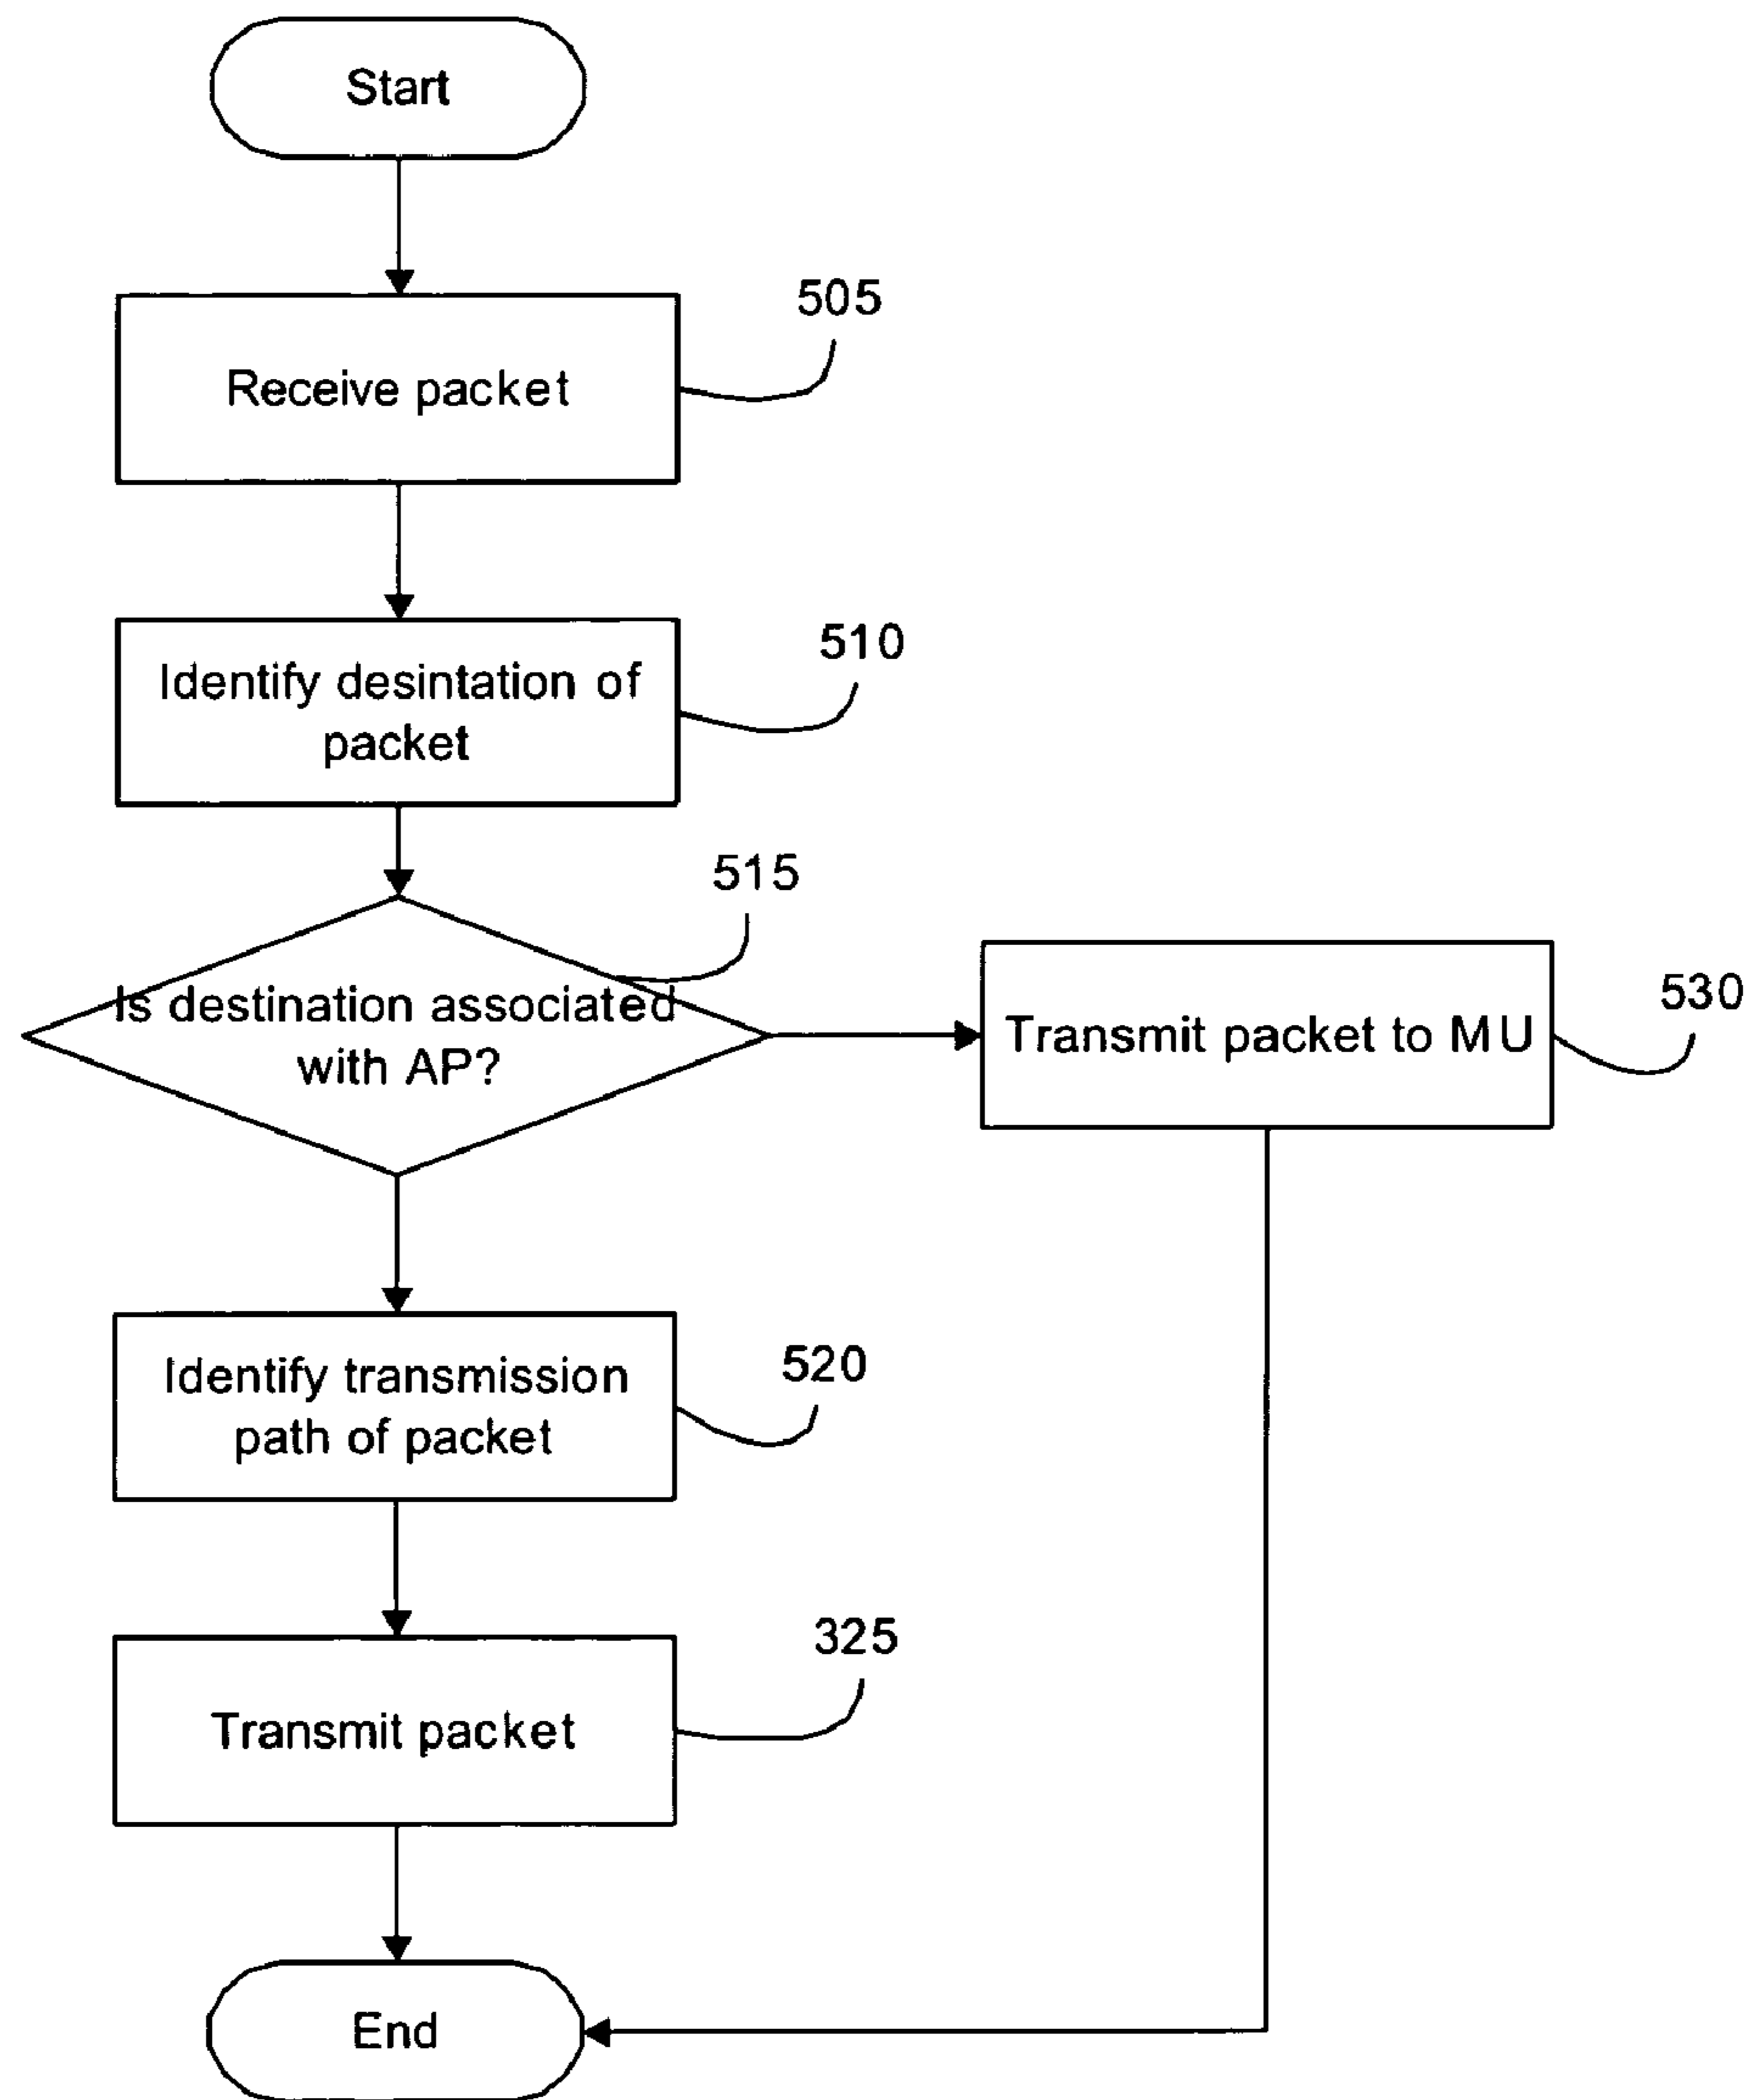 Start
505
Receive packet
510
Identify desintation of
packet
515
Is destination associated
with AP?
530
Transmit packet to MU
520
Identify transmission
path of packet
325
Transmit packet
End